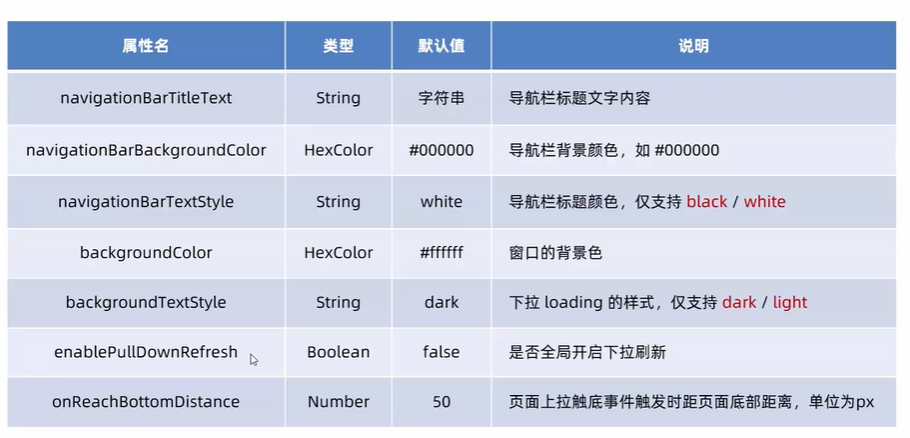 属性名 类型 默认值 说明
navigationBarTitleText String 字符串 导航栏标题文字内容
navigationBarBackgroundColor HexColor #000000 导航栏背景颜色，如 #000000
navigationBarTextStyle String white 导航栏标题颜色，仅支持 black / white
backgroundColor HexColor #ffffff 窗口的背景色
backgroundTextStyle String dark 下拉 loading 的样式，仅支持 dark / light
enablePullDownRefresh Boolean false 是否全局开启下拉刷新
onReachBottomDistance Number 50 页面上拉触底事件触发时距页面底部距离，单位为px